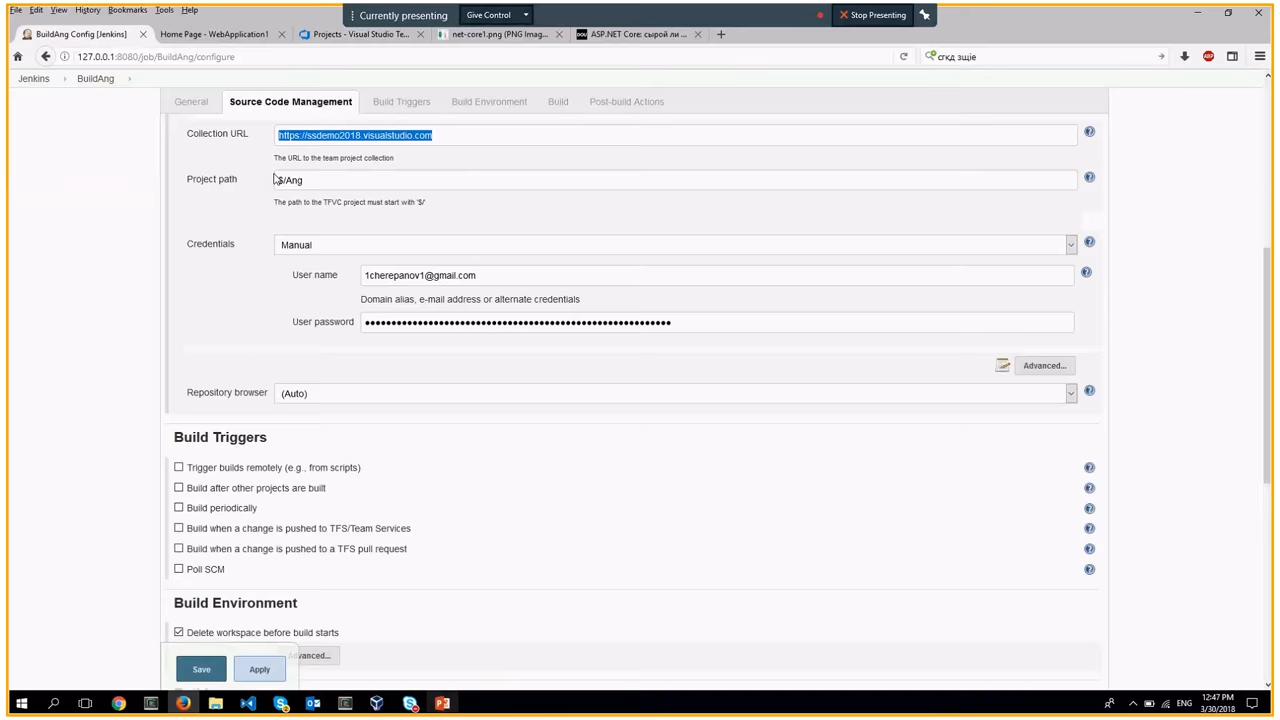 File Edit View History Bookmarks Tools Help
Currently presenting Give Control Stop Presenting
BuildAng Config [Jenkins] Home Page - WebApplication1 Projects - Visual Studio Te... net-core1.png (PNG Imag... DOU ASP.NET Core: сырой ли ...
127.0.0.1:8080/job/BuildAng/configure сгкд зщіе ABP
Jenkins BuildAng
General Source Code Management Build Triggers Build Environment Build Post-build Actions
Collection URL https://ssdemo2018.visualstudio.com
The URL to the team project collection
Project path $/Ang
The path to the TFVC project must start with '$/'
Credentials Manual
User name 1cherepanov1@gmail.com
Domain alias, e-mail address or alternate credentials
User password
Advanced...
Repository browser (Auto)
Build Triggers
Trigger builds remotely (e.g., from scripts)
Build after other projects are built
Build periodically
Build when a change is pushed to TFS/Team Services
Build when a change is pushed to a TFS pull request
Poll SCM
Build Environment
Delete workspace before build starts
Advanced...
Save Apply
ENG 12:47 PM
3/30/2018